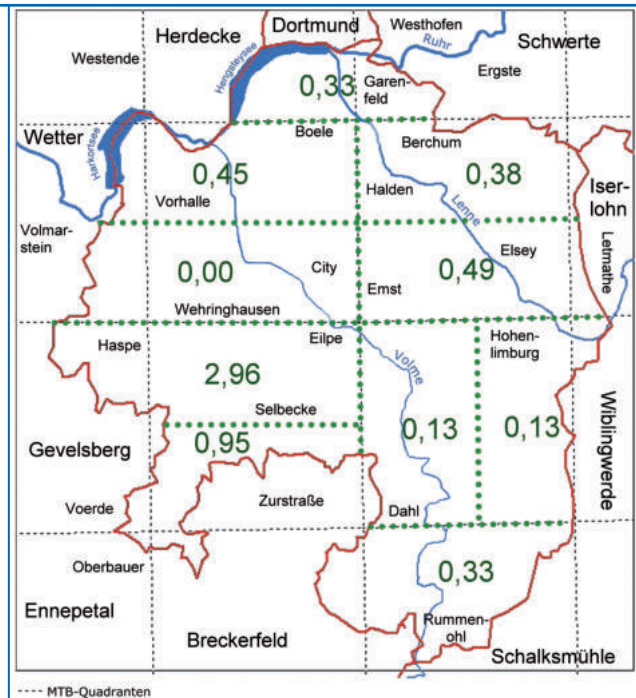 Dortmund
Westhofen
Herdecke
Schwerte
Ruhr
Westende
Hengsteysee
Ergste
Garen-
feld
0,33
Wetter
Harkortsee
Boele
Berchum
0,45
0,38
Halden
Iser-
lohn
Vorhalle
Lenne
Volmar-
stein
Letmathe
Elsey
City
0,00
0,49
Emst
Wehringhausen
Eilpe
Hohen-
limburg
Haspe
Volme
2,96
Selbecke
0,13
0,13
Wiblingwerde
0,95
Gevelsberg
Zurstraße
Voerde
Dahl
Oberbauer
0,33
Ennepetal
Rummen-
ohl
Breckerfeld
Schalksmühle
---- MTB-Quadranten